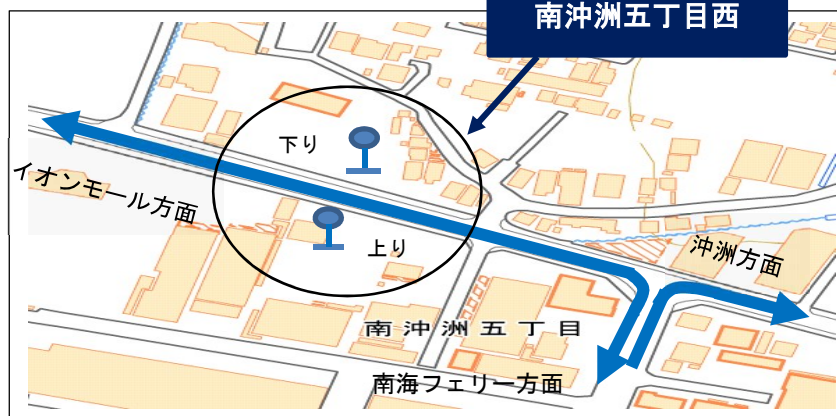 南沖洲五丁目西
下り
イオンモール方面
上り
沖洲方面
南沖洲五丁目
南海フェリー方面